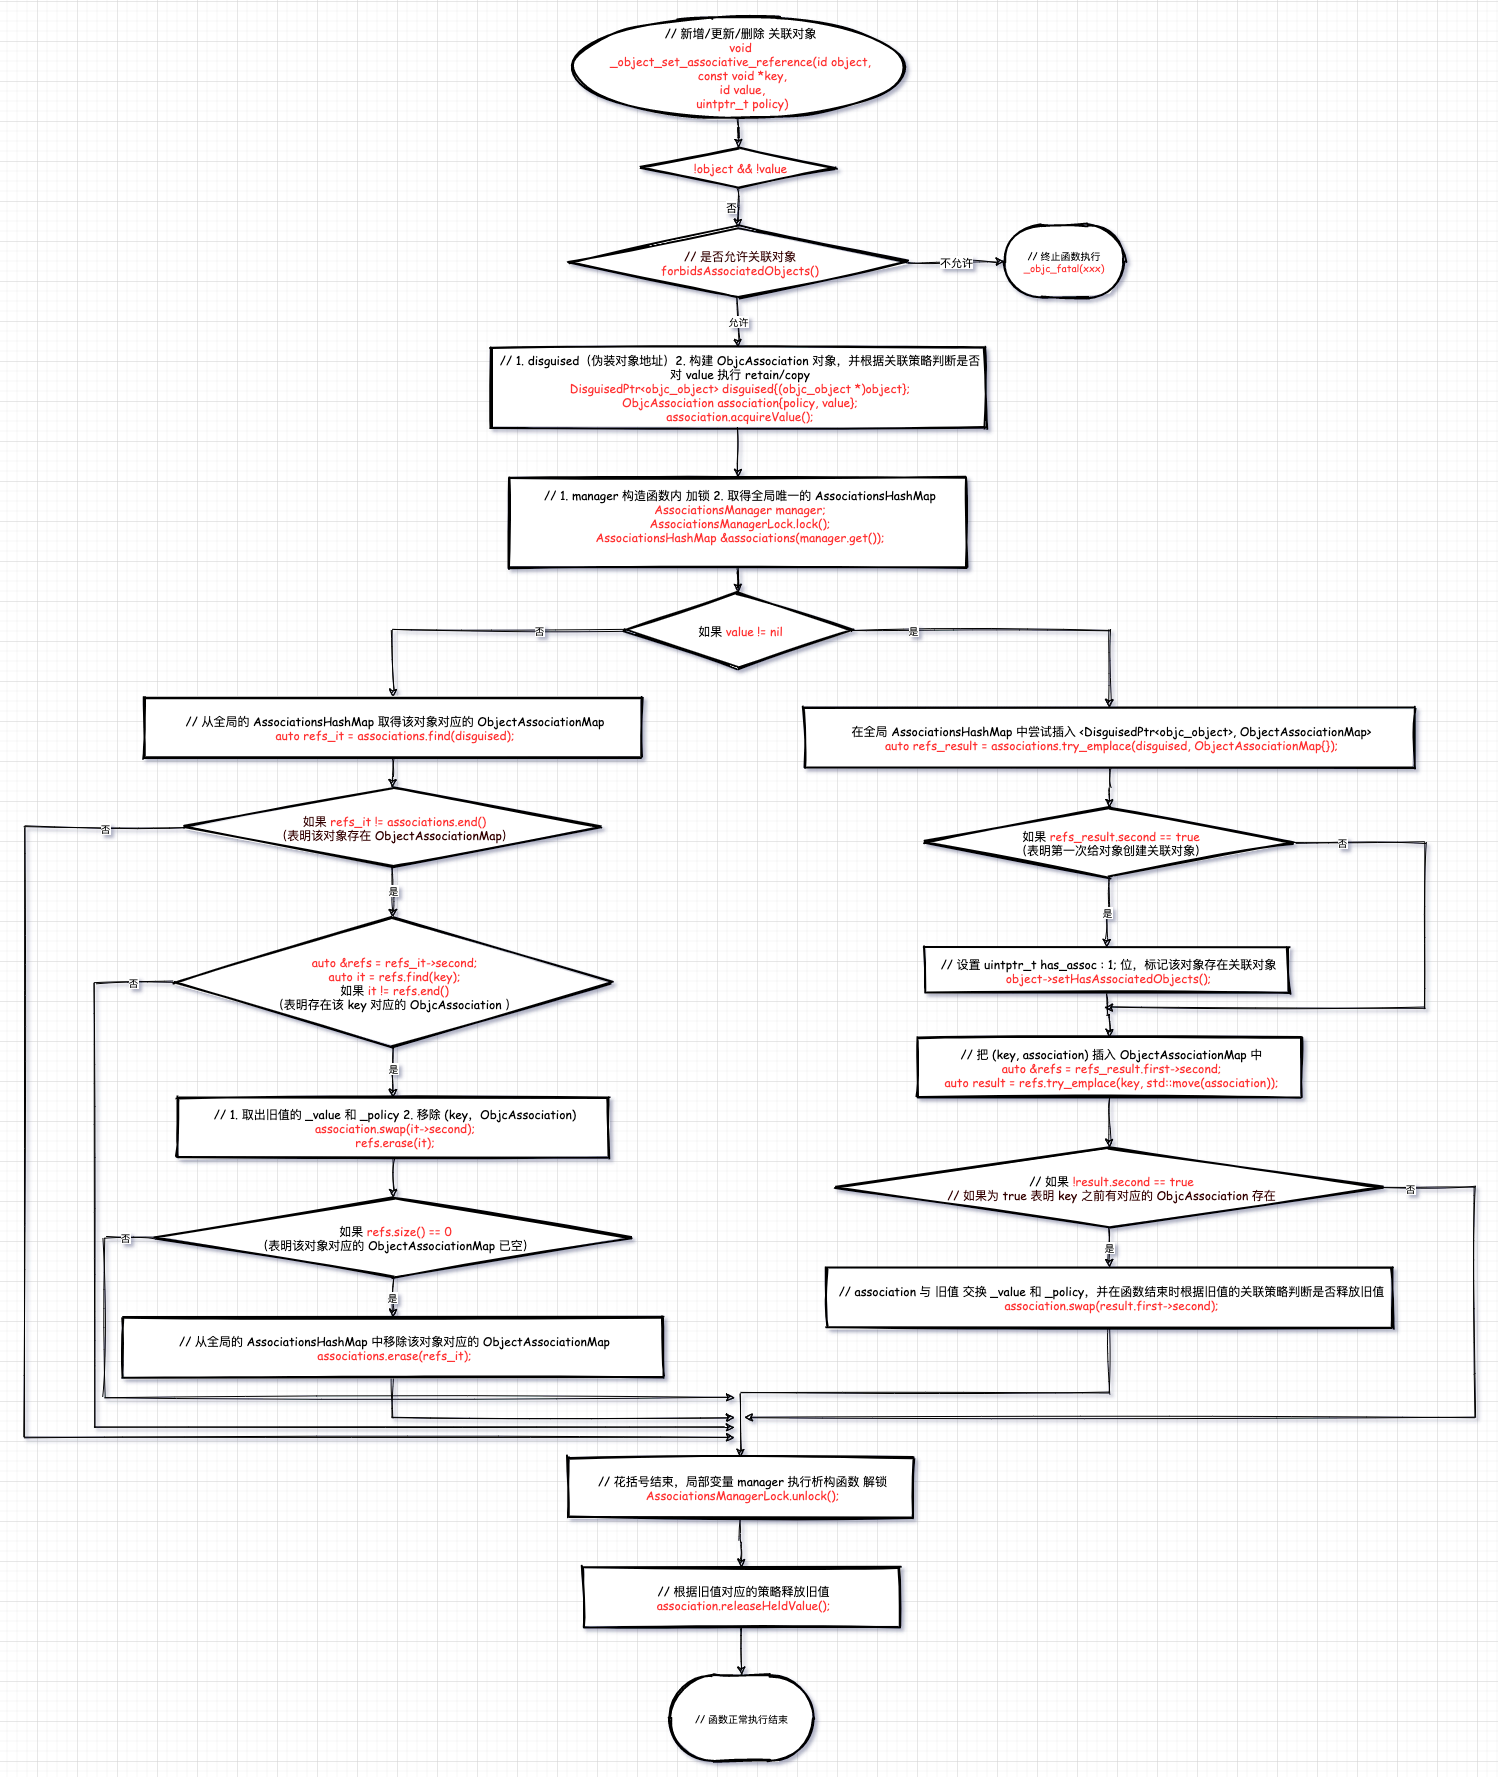 // 新增/更新/删除 关联对象
void
_object_set_associative_reference(id object,
const void *key,
id value,
uintptr_t policy)
!object && !value
否
// 是否允许关联对象
forbidsAssociatedObjects()
不允许
// 终止函数执行
_objc_fatal(xxx)
允许
// 1. disguised（伪装对象地址）2. 构建 ObjcAssociation 对象，并根据关联策略判断是否
对 value 执行 retain/copy
DisguisedPtr<objc_object> disguised{(objc_object *)object};
ObjcAssociation association{policy, value};
association.acquireValue();
// 1. manager 构造函数内 加锁 2. 取得全局唯一的 AssociationsHashMap
AssociationsManager manager;
AssociationsManagerLock.lock();
AssociationsHashMap &associations(manager.get());
如果 value != nil
否
是
// 从全局的 AssociationsHashMap 取得该对象对应的 ObjectAssociationMap
auto refs_it = associations.find(disguised);
如果 refs_it != associations.end()
(表明该对象存在 ObjectAssociationMap)
否
是
auto &refs = refs_it->second;
auto it = refs.find(key);
如果 it != refs.end()
(表明存在该 key 对应的 ObjcAssociation )
否
是
// 1. 取出旧值的 _value 和 _policy 2. 移除 (key，ObjcAssociation)
association.swap(it->second);
refs.erase(it);
如果 refs.size() == 0
(表明该对象对应的 ObjectAssociationMap 已空)
否
是
// 从全局的 AssociationsHashMap 中移除该对象对应的 ObjectAssociationMap
associations.erase(refs_it);
在全局 AssociationsHashMap 中尝试插入 <DisguisedPtr<objc_object>, ObjectAssociationMap>
auto refs_result = associations.try_emplace(disguised, ObjectAssociationMap{});
如果 refs_result.second == true
(表明第一次给对象创建关联对象)
否
是
// 设置 uintptr_t has_assoc : 1; 位，标记该对象存在关联对象
object->setHasAssociatedObjects();
// 把 (key, association) 插入 ObjectAssociationMap 中
auto &refs = refs_result.first->second;
auto result = refs.try_emplace(key, std::move(association));
// 如果 !result.second == true
// 如果为 true 表明 key 之前有对应的 ObjcAssociation 存在
否
是
// association 与 旧值 交换 _value 和 _policy，并在函数结束时根据旧值的关联策略判断是否释放旧值
association.swap(result.first->second);
// 花括号结束，局部变量 manager 执行析构函数 解锁
AssociationsManagerLock.unlock();
// 根据旧值对应的策略释放旧值
association.releaseHeldValue();
// 函数正常执行结束